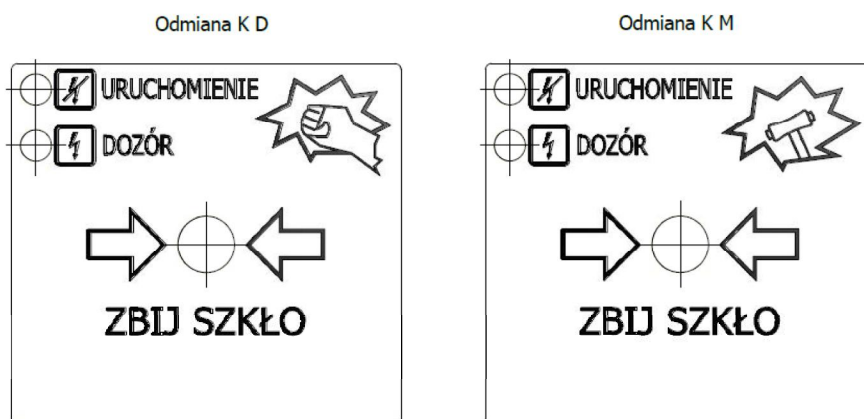 Odmiana K D
URUCHOMIENIE
DOZÓR
ZBIJ SZKŁO
Odmiana K M
URUCHOMIENIE
DOZÓR
ZBIJ SZKŁO